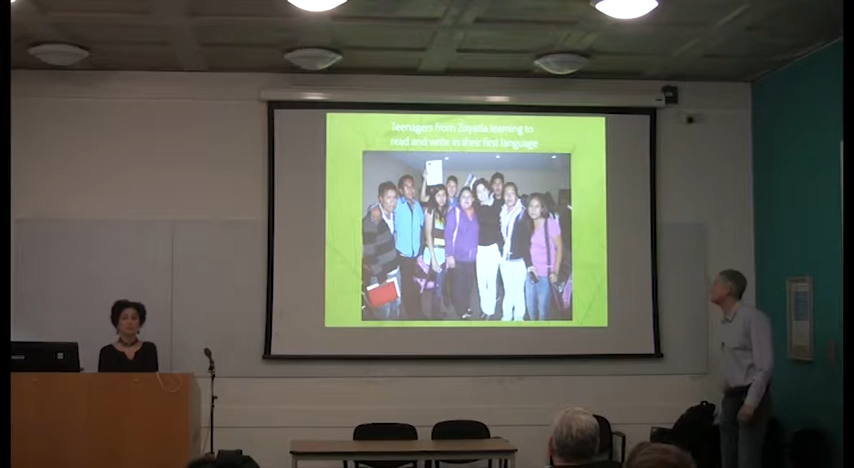 Teenagers from Zoyatla learning to
read and write in their first language